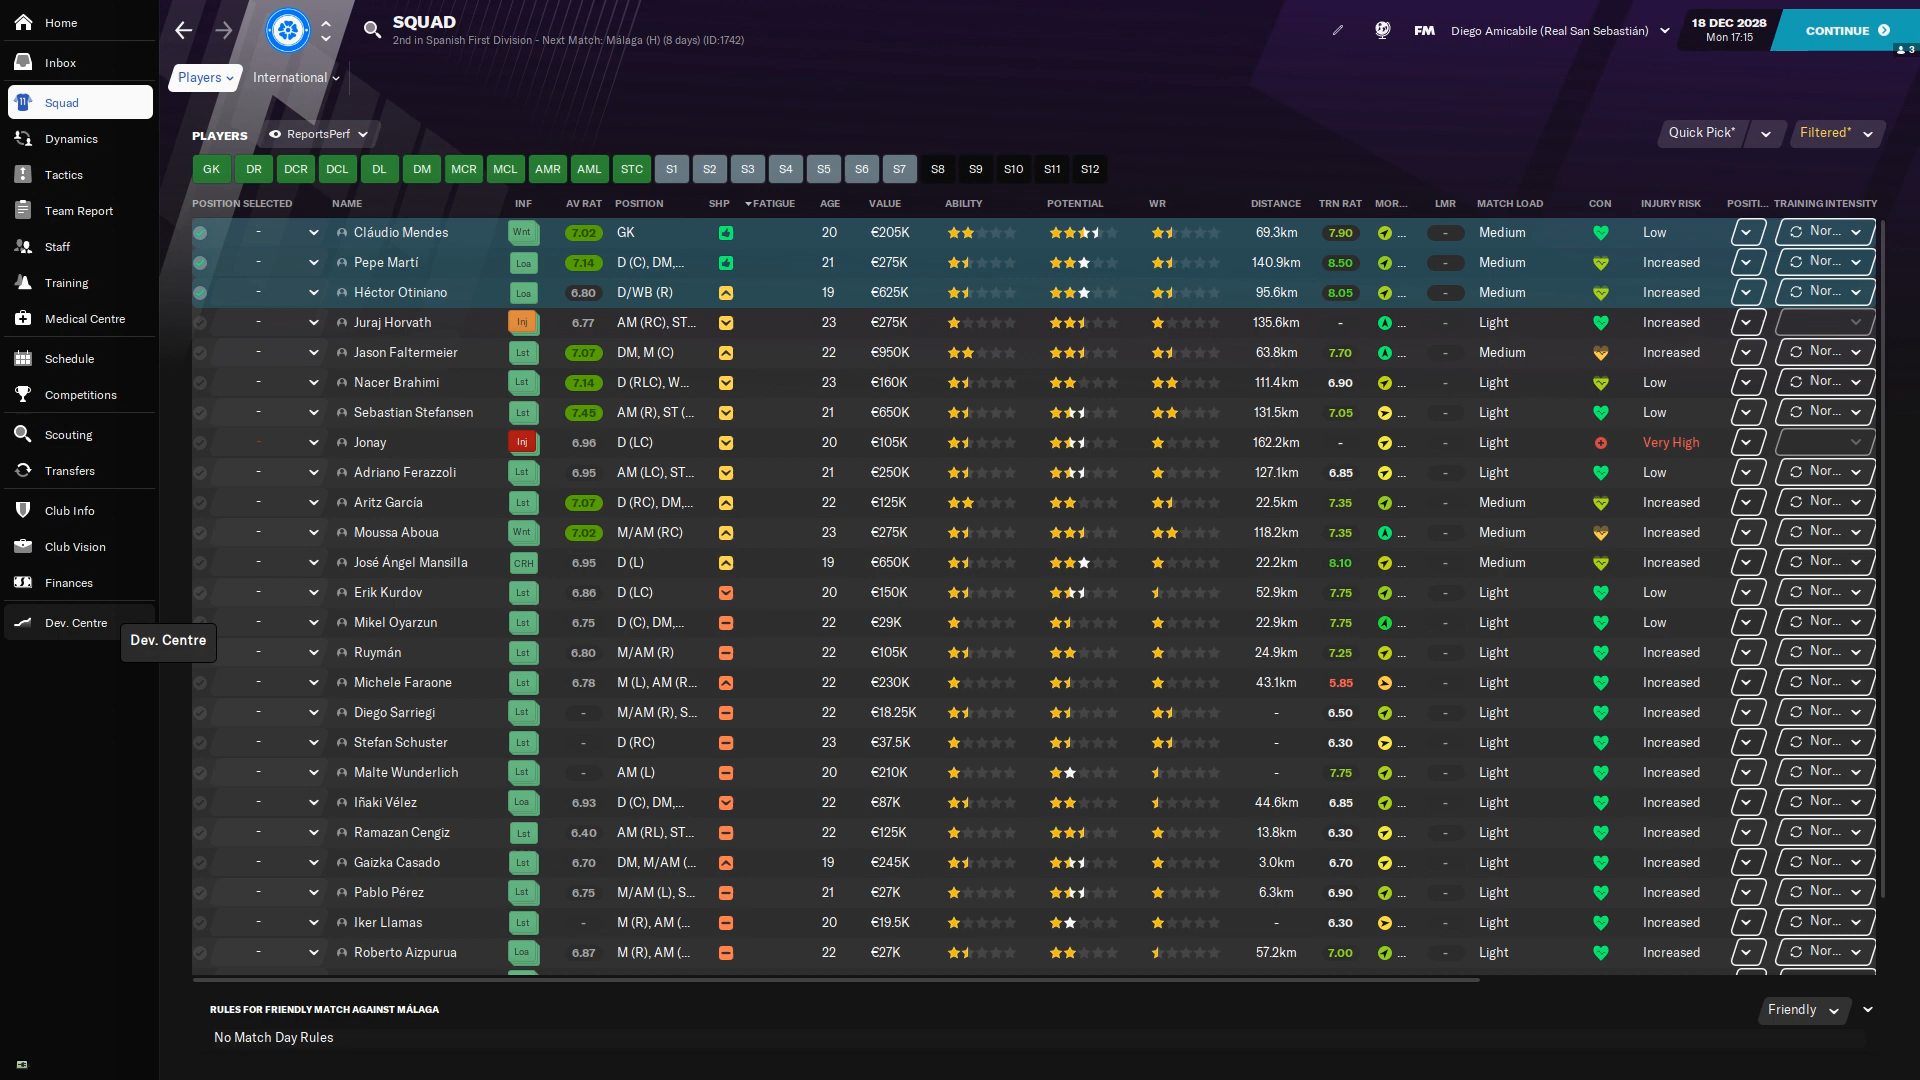 Home
Inbox
Squad
Dynamics
Tactics
Team Report
Staff
Training
Medical Centre
Schedule
Competitions
Scouting
Transfers
Club Info
Club Vision
Finances
Dev. Centre
Dev. Centre
SQUAD
2nd in Spanish First Division - Next Match: Málaga (H) (8 days) (ID:1742)
FM Diego Amicabile (Real San Sebastián)
18 DEC 2028
Mon 17:15
CONTINUE
3
Players International
PLAYERS ReportsPerf Quick Pick* Filtered*
GK DR DCR DCL DL DM MCR MCL AMR AML STC S1 S2 S3 S4 S5 S6 S7 S8 S9 S10 S11 S12
POSITION SELECTED NAME INF AV RAT POSITION SHP FATIGUE AGE VALUE ABILITY POTENTIAL WR DISTANCE TRN RAT MOR... LMR MATCH LOAD CON INJURY RISK POSITI... TRAINING INTENSITY
- Cláudio Mendes Wnt 7.02 GK 20 €205K 69.3km 7.90 ... - Medium Low Nor...
- Pepe Martí Loa 7.14 D (C), DM,... 21 €275K 140.9km 8.50 ... - Medium Increased Nor...
- Héctor Otiniano Loa 6.80 D/WB (R) 19 €625K 95.6km 8.05 ... - Medium Increased Nor...
- Juraj Horvath Inj 6.77 AM (RC), ST... 23 €275K 135.6km - ... - Light Increased
- Jason Faltermeier Lst 7.07 DM, M (C) 22 €950K 63.8km 7.70 ... - Medium Increased Nor...
- Nacer Brahimi Lst 7.14 D (RLC), W... 23 €160K 111.4km 6.90 ... - Light Low Nor...
- Sebastian Stefansen Lst 7.45 AM (R), ST (... 21 €650K 131.5km 7.05 ... - Light Low Nor...
- Jonay Inj 6.96 D (LC) 20 €105K 162.2km - ... - Light Very High
- Adriano Ferazzoli Lst 6.95 AM (LC), ST... 21 €250K 127.1km 6.85 ... - Light Low Nor...
- Aritz García Lst 7.07 D (RC), DM,... 22 €125K 22.5km 7.35 ... - Medium Increased Nor...
- Moussa Aboua Wnt 7.02 M/AM (RC) 23 €275K 118.2km 7.35 ... - Medium Increased Nor...
- José Ángel Mansilla CRH 6.95 D (L) 19 €650K 22.2km 8.10 ... - Medium Increased Nor...
- Erik Kurdov Lst 6.86 D (LC) 20 €150K 52.9km 7.75 ... - Light Low Nor...
- Mikel Oyarzun Lst 6.75 D (C), DM,... 22 €29K 22.9km 7.75 ... - Light Low Nor...
- Ruymán Lst 6.80 M/AM (R) 22 €105K 24.9km 7.25 ... - Light Increased Nor...
- Michele Faraone Lst 6.78 M (L), AM (R... 22 €230K 43.1km 5.85 ... - Light Increased Nor...
- Diego Sarriegi Lst - M/AM (R), S... 22 €18.25K - 6.50 ... - Light Increased Nor...
- Stefan Schuster Lst - D (RC) 23 €37.5K - 6.30 ... - Light Increased Nor...
- Malte Wunderlich Lst - AM (L) 20 €210K - 7.75 ... - Light Increased Nor...
- Iñaki Vélez Loa 6.93 D (C), DM,... 22 €87K 44.6km 6.85 ... - Light Increased Nor...
- Ramazan Cengiz Lst 6.40 AM (RL), ST... 22 €125K 13.8km 6.30 ... - Light Increased Nor...
- Gaizka Casado Lst 6.70 DM, M/AM (... 19 €245K 3.0km 6.70 ... - Light Increased Nor...
- Pablo Pérez Lst 6.75 M/AM (L), S... 21 €27K 6.3km 6.90 ... - Light Increased Nor...
- Iker Llamas Lst - M (R), AM (... 20 €19.5K - 6.30 ... - Light Increased Nor...
- Roberto Aizpurua Loa 6.87 M (R), AM (... 22 €27K 57.2km 7.00 ... - Light Increased Nor...
RULES FOR FRIENDLY MATCH AGAINST MÁLAGA Friendly
No Match Day Rules